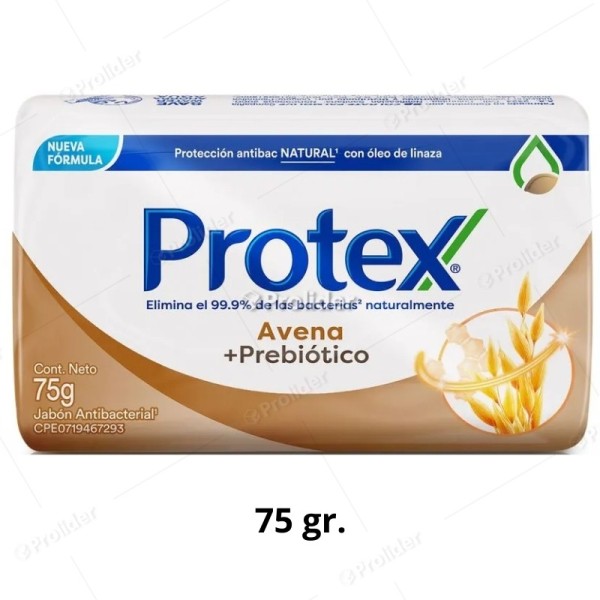 NUEVA
FÓRMULA
Protección antibac NATURAL¹ con óleo de linaza
Protex®
Elimina el 99.9% de las bacterias² naturalmente
Avena
+Prebiótico
Cont. Neto
75g
Jabón Antibacterial¹
CPE0719467293
75 gr.
Prolider